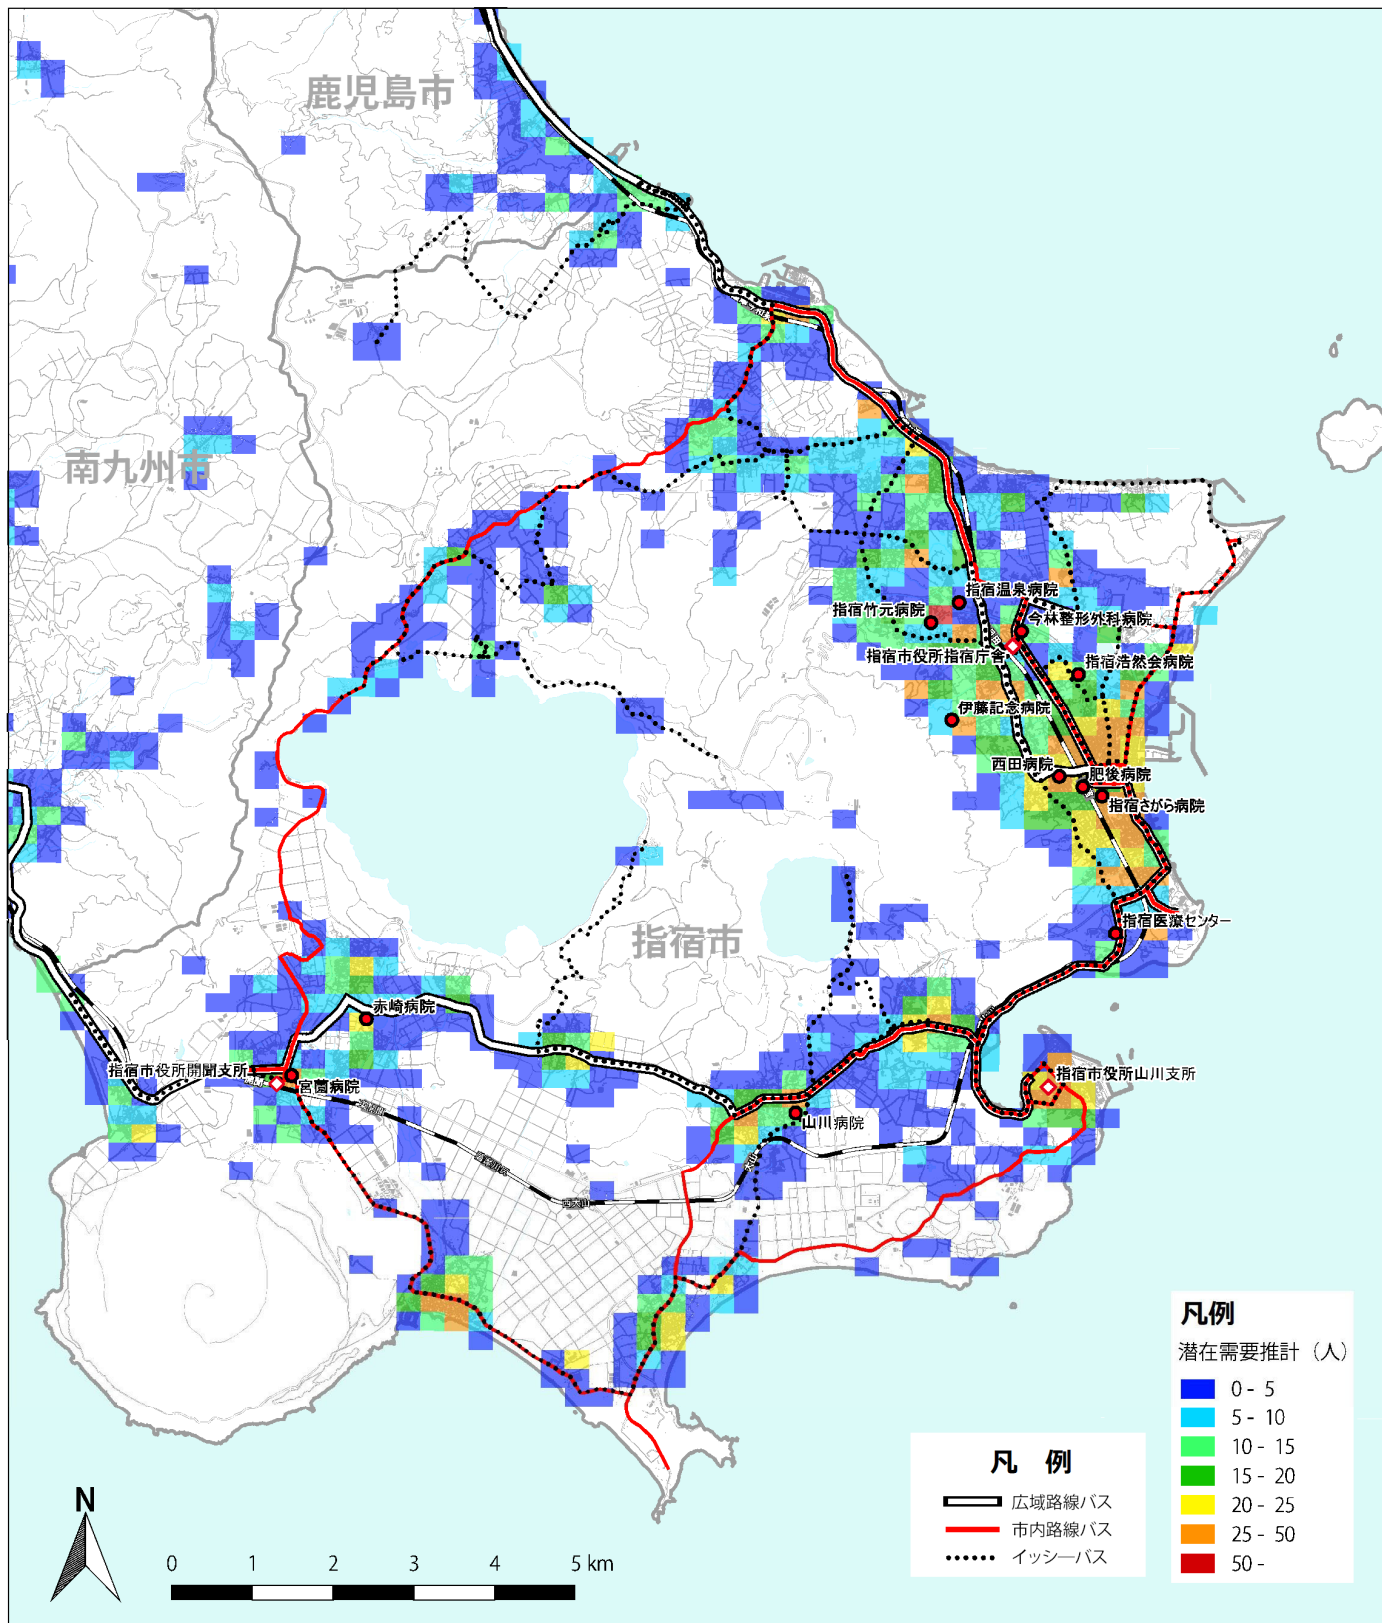 鹿児島市
南九州市
指宿温泉病院
指宿竹元病院
今林整形外科病院
指宿市役所指宿庁舎
指宿浩然会病院
伊藤記念病院
西田病院
肥後病院
指宿さがら病院
指宿医療センター
指宿市
赤崎病院
指宿市役所開聞支所
宮薗病院
指宿市役所山川支所
山川病院
西大山
凡例
潜在需要推計(人)
0 - 5
5 - 10
10 - 15
15 - 20
20 - 25
25 - 50
50 -
凡 例
広域路線バス
市内路線バス
イッシーバス
N
0 1 2 3 4 5 km